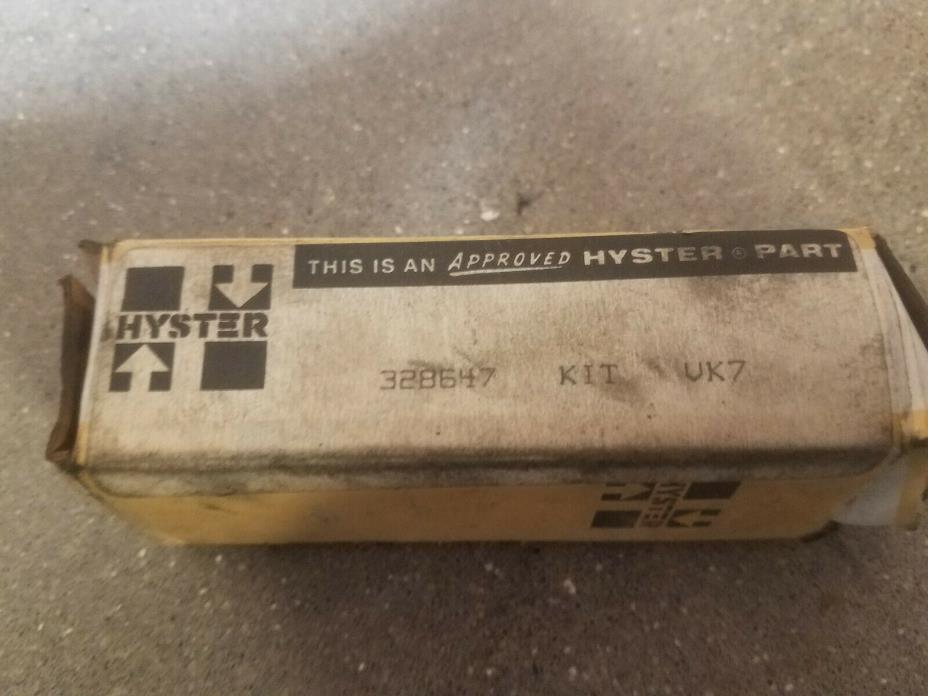 THIS IS AN APPROVED HYSTER ® PART
HYSTER
328647 KIT VK7
HYSTER